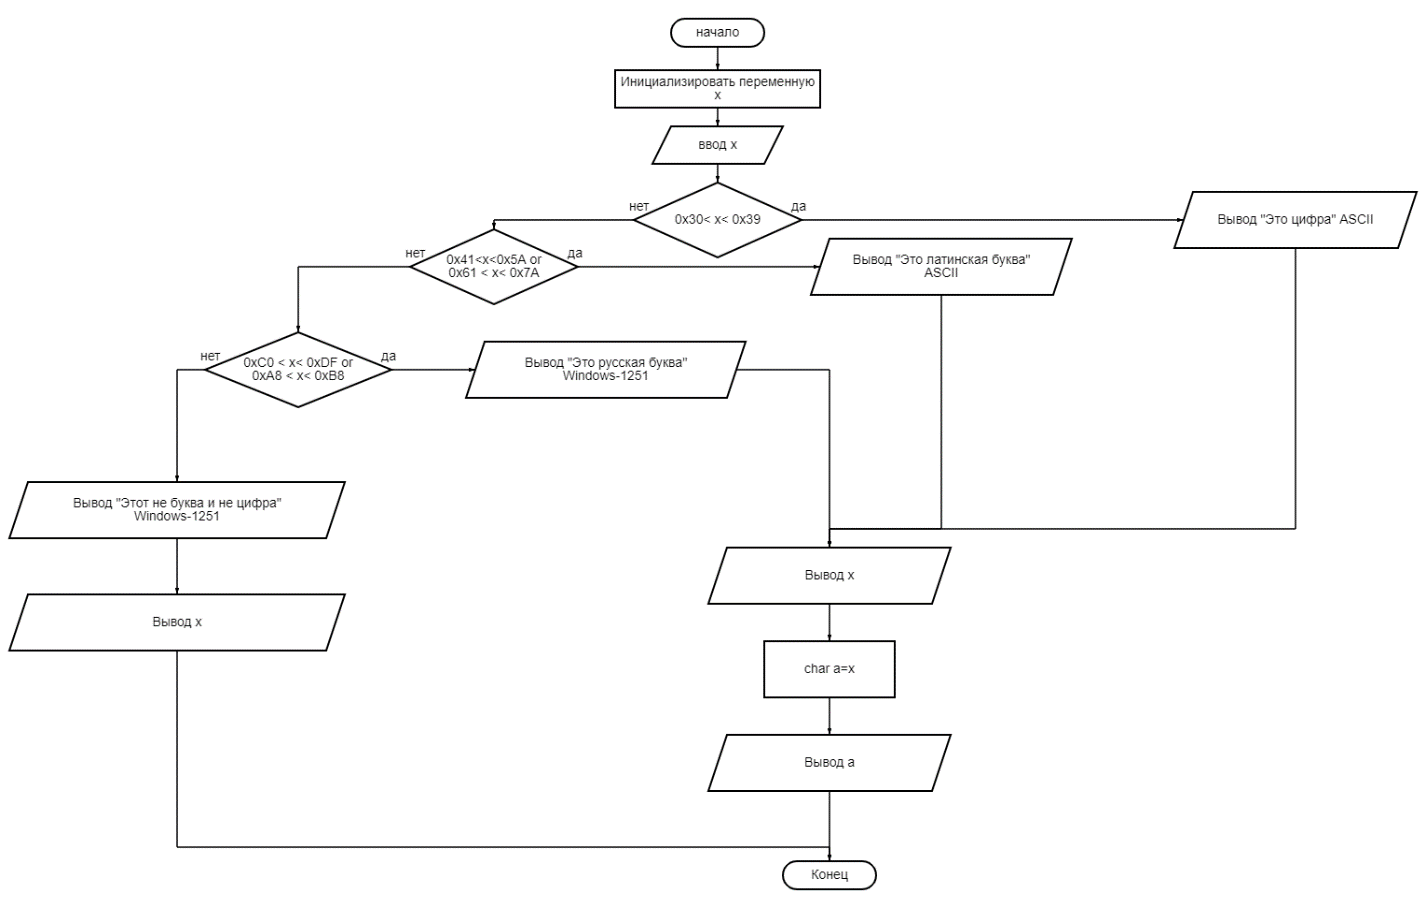 начало
Инициализировать переменную
x
ввод x
нет
да
0x30< x< 0x39
Вывод "Это цифра" ASCII
нет
да
0x41<x<0x5A or
0x61 < x< 0x7A
Вывод "Это латинская буква"
ASCII
нет
да
0xC0 < x< 0xDF or
0xA8 < x< 0xB8
Вывод "Это русская буква"
Windows-1251
Вывод "Этот не буква и не цифра"
Windows-1251
Вывод x
Вывод x
char a=x
Вывод a
Конец